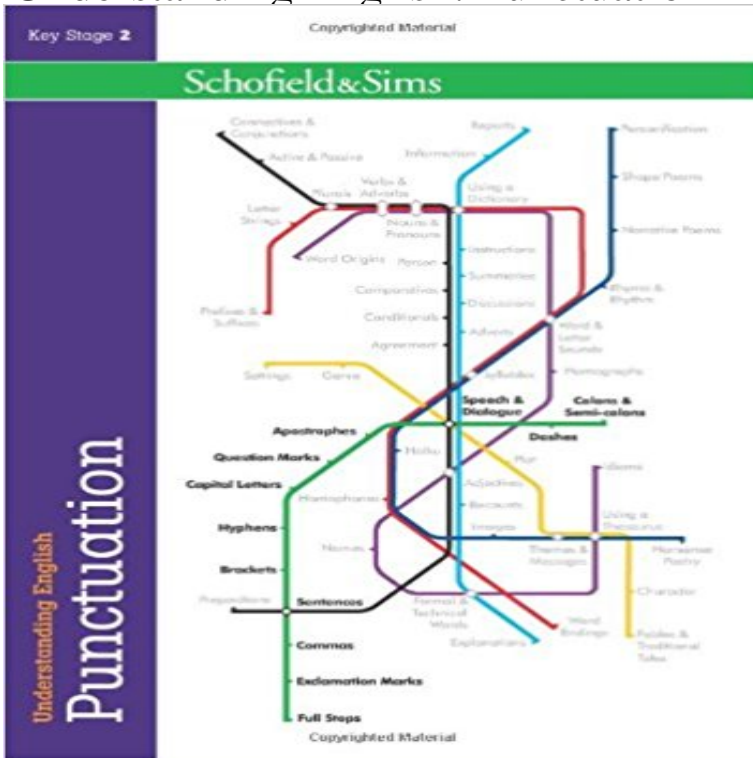 Key Stage 2
Copyrighted Material
Schofield&Sims
Connectives &
Conjunctions
Reports
Personification
Active & Passive
Information
Shape Poems
Verbs &
Adverbs
Plurals
Using a
Dictionary
Letter
Strings
Nouns &
Pronouns
Narrative Poems
Word Origins
Person
Instructions
Comparatives
Summaries
Rhyme &
Rhythm
Prefixes &
Suffixes
Conditionals
Discussions
Word &
Letter
Sounds
Agreement
Adverts
Settings
Genre
Syllables
Homographs
Speech &
Dialogue
Colons &
Semi-colons
Apostrophes
Dashes
Question Marks
Haiku
Plot
Idioms
Capital Letters
Adjectives
Homophones
Recounts
Using a
Thesaurus
Hyphens
Names
Themes &
Messages
Nonsense
Poetry
Brackets
Prepositions
Sentences
Formal &
Technical
Words
Character
Commas
Explanations
Word
Endings
Fables &
Traditional
Tales
Exclamation Marks
Full Stops
Understanding English
Punctuation
Copyrighted Material